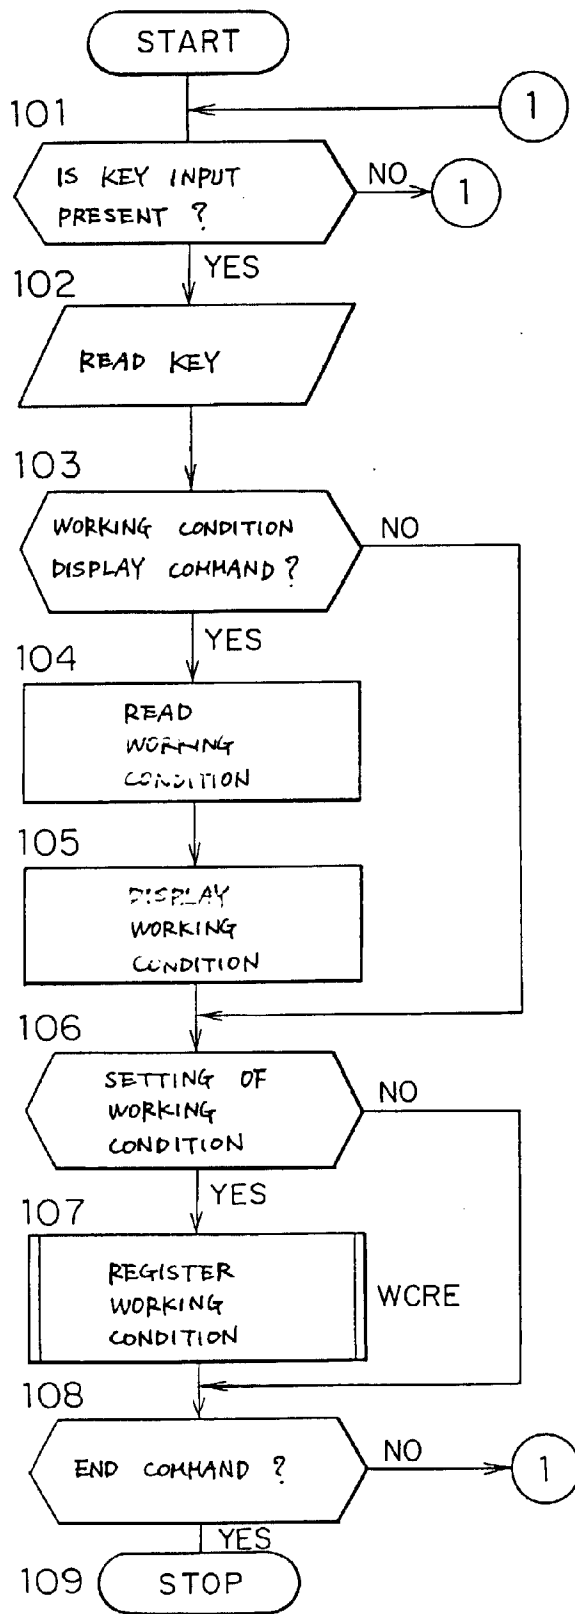 START
1
101
IS KEY INPUT
PRESENT ?
NO
1
YES
102
READ KEY
103
WORKING CONDITION
DISPLAY COMMAND?
NO
YES
104
READ
WORKING
CONDITION
105
DISPLAY
WORKING
CONDITION
106
SETTING OF
WORKING
CONDITION
NO
YES
107
REGISTER
WORKING
CONDITION
WCRE
108
END COMMAND ?
NO
1
YES
109
STOP